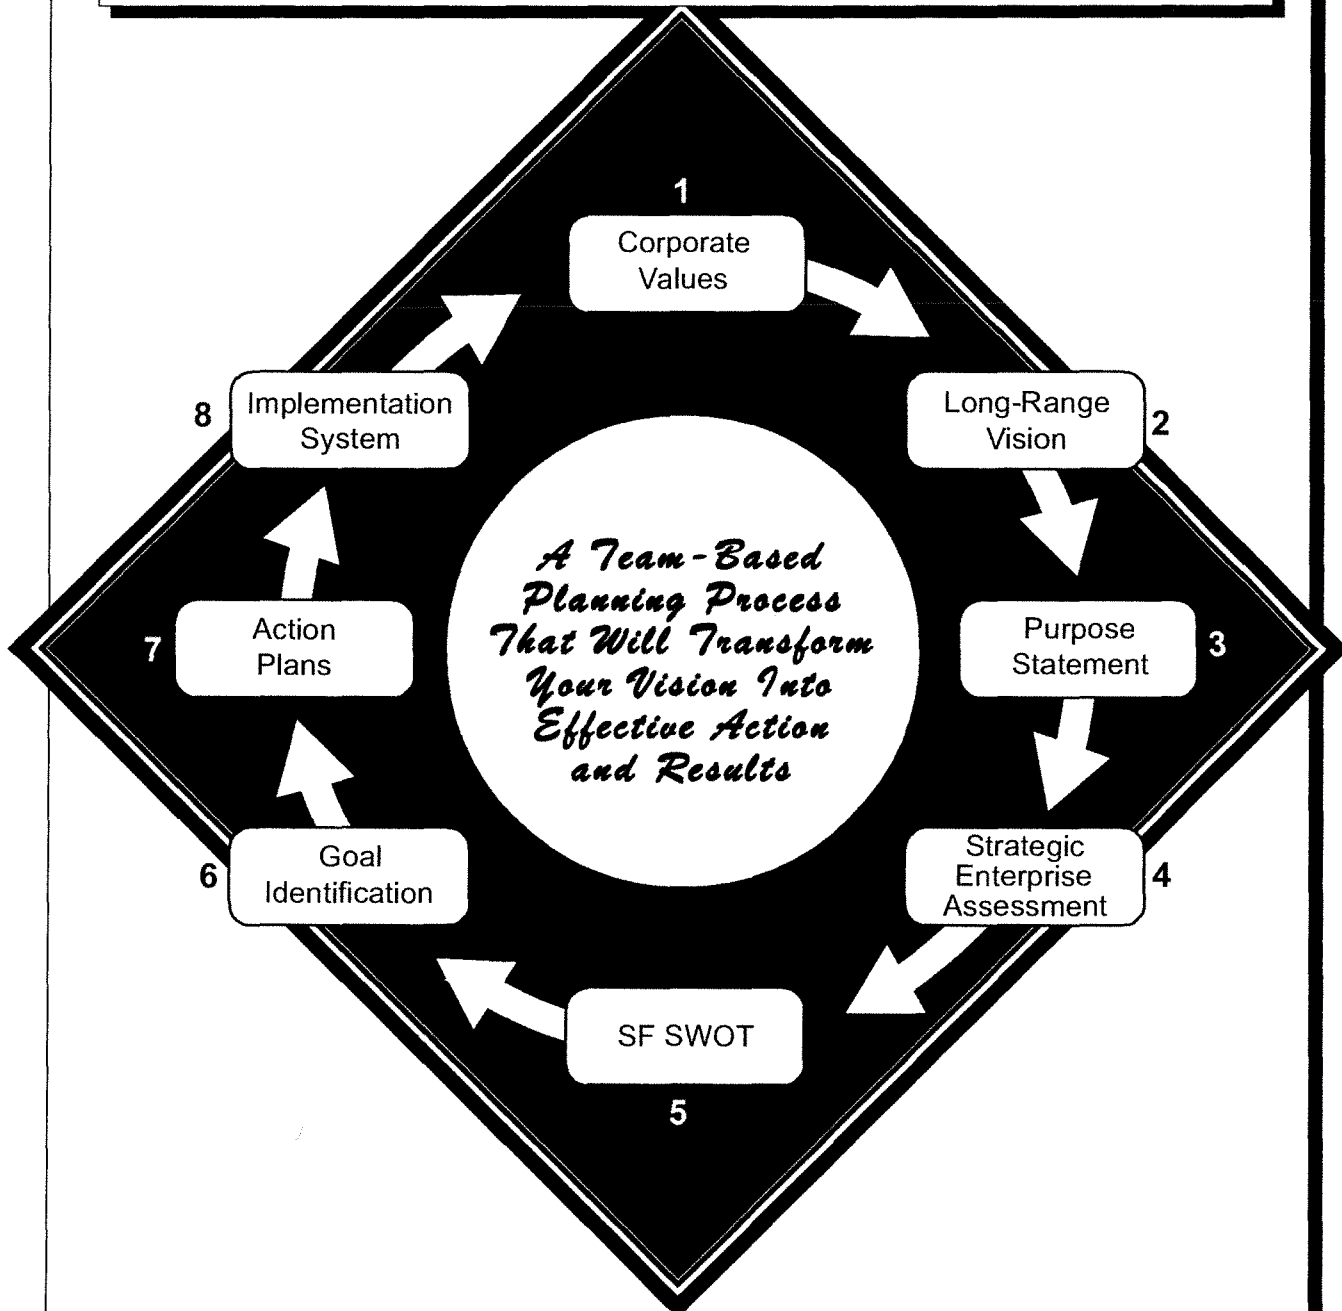 1
Corporate
Values
Long-Range
Vision
2
Purpose
Statement
3
Strategic
Enterprise
Assessment
4
SF SWOT
5
Goal
Identification
6
Action
Plans
7
Implementation
System
8
A Team-Based
Planning Process
That Will Transform
Your Vision Into
Effective Action
and Results